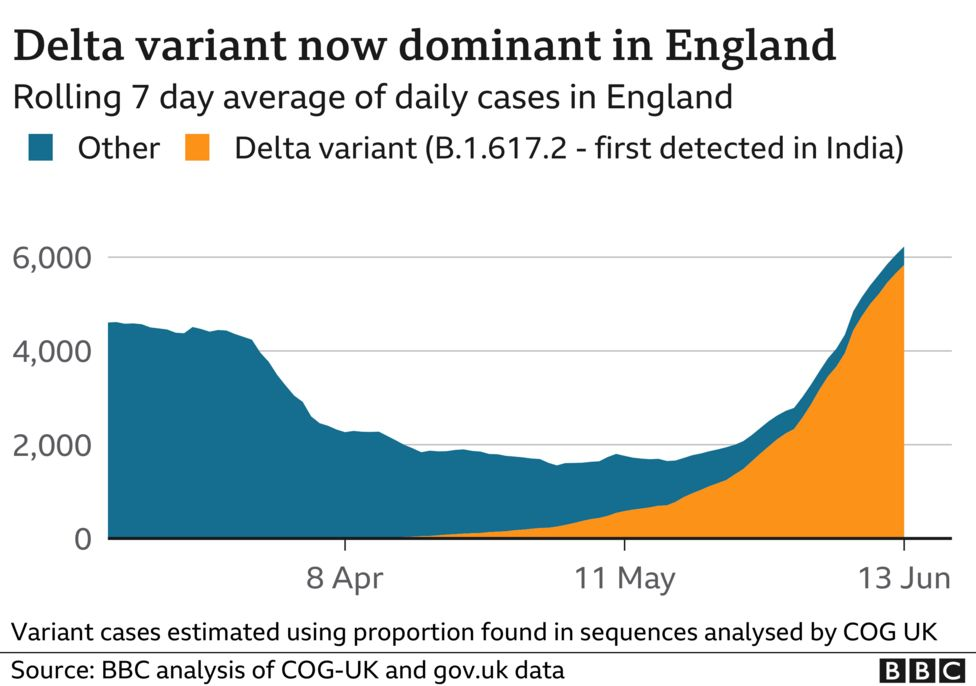 Delta variant now dominant in England
Rolling 7 day average of daily cases in England
Other Delta variant (B.1.617.2 - first detected in India)
6,000
4,000
2,000
0
8 Apr 11 May 13 Jun
Variant cases estimated using proportion found in sequences analysed by COG UK
Source: BBC analysis of COG-UK and gov.uk data BBC